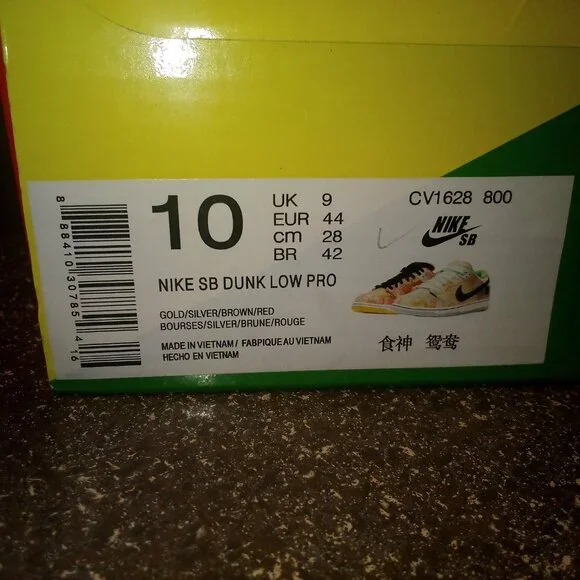 10
UK 9
EUR 44
cm 28
BR 42
CV1628 800
NIKE
SB
NIKE SB DUNK LOW PRO
GOLD/SILVER/BROWN/RED
BOURSES/SILVER/BRUNE/ROUGE
MADE IN VIETNAM / FABPIQUE AU VIETNAM
HECHO EN VIETNAM
食神 鸳鸯
8 88410 30785 4 16